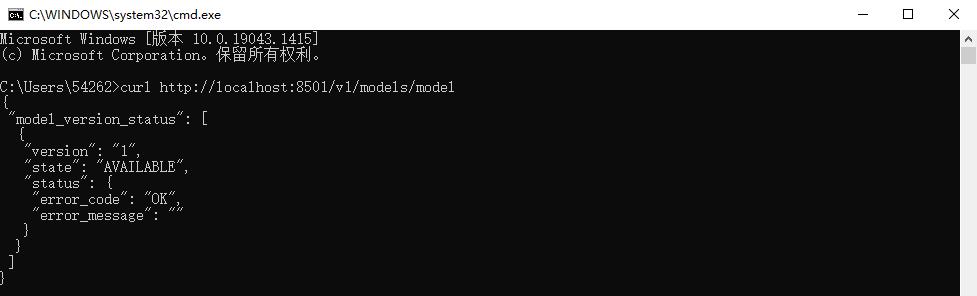 C:\WINDOWS\system32\cmd.exe
Microsoft Windows [版本 10.0.19043.1415]
(c) Microsoft Corporation。保留所有权利。
C:\Users\54262>curl http://localhost:8501/v1/models/model
{
"model_version_status": [
{
"version": "1",
"state": "AVAILABLE",
"status": {
"error_code": "OK",
"error_message": ""
}
}
]
}